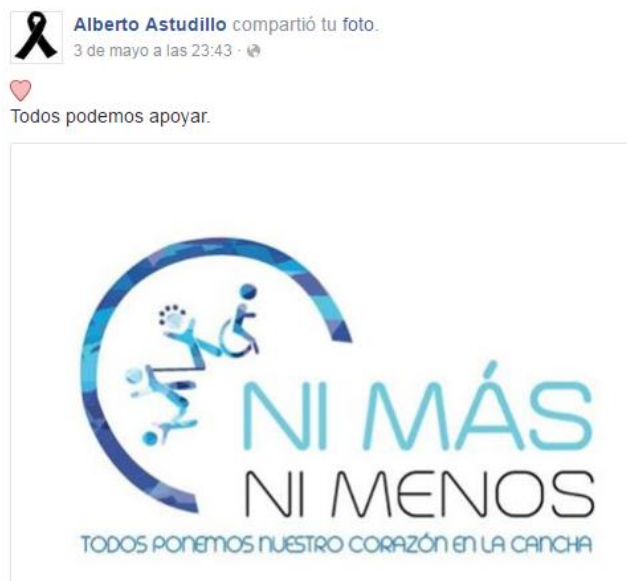 Alberto Astudillo compartió tu foto.
3 de mayo a las 23:43 ·
Todos podemos apoyar.
NI MÁS
NI MENOS
TODOS PONEMOS NUESTRO CORAZÓN EN LA CANCHA